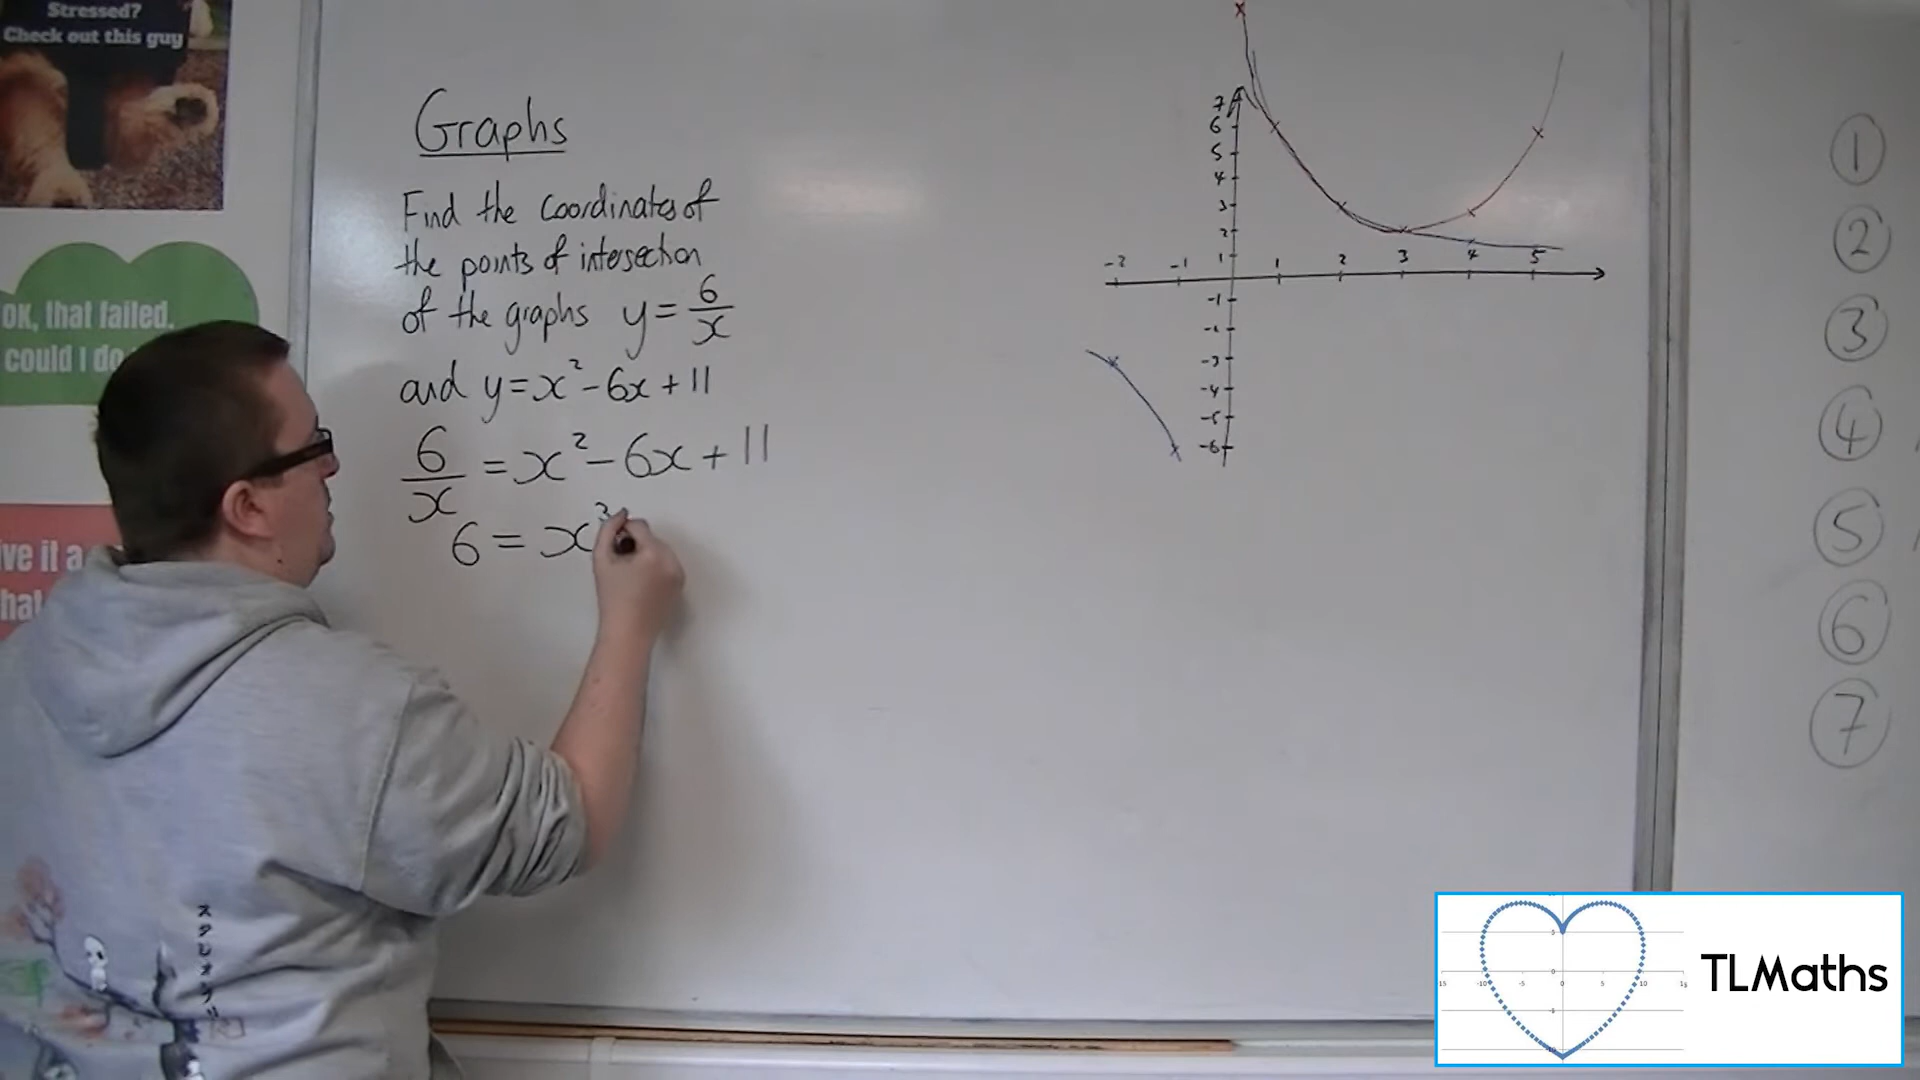 Stressed?
Check out this guy
OK, that failed.
could I do
ive it a
hat
Graphs
Find the coordinates of
the points of intersection
of the graphs y = 6/x
and y = x² - 6x + 11
6/x = x² - 6x + 11
6 = x³
7
6
5
4
3
2
1
-2 -1 1 2 3 4 5
-1
-3
-4
-5
-6
1
2
3
4
5
6
7
TLMaths